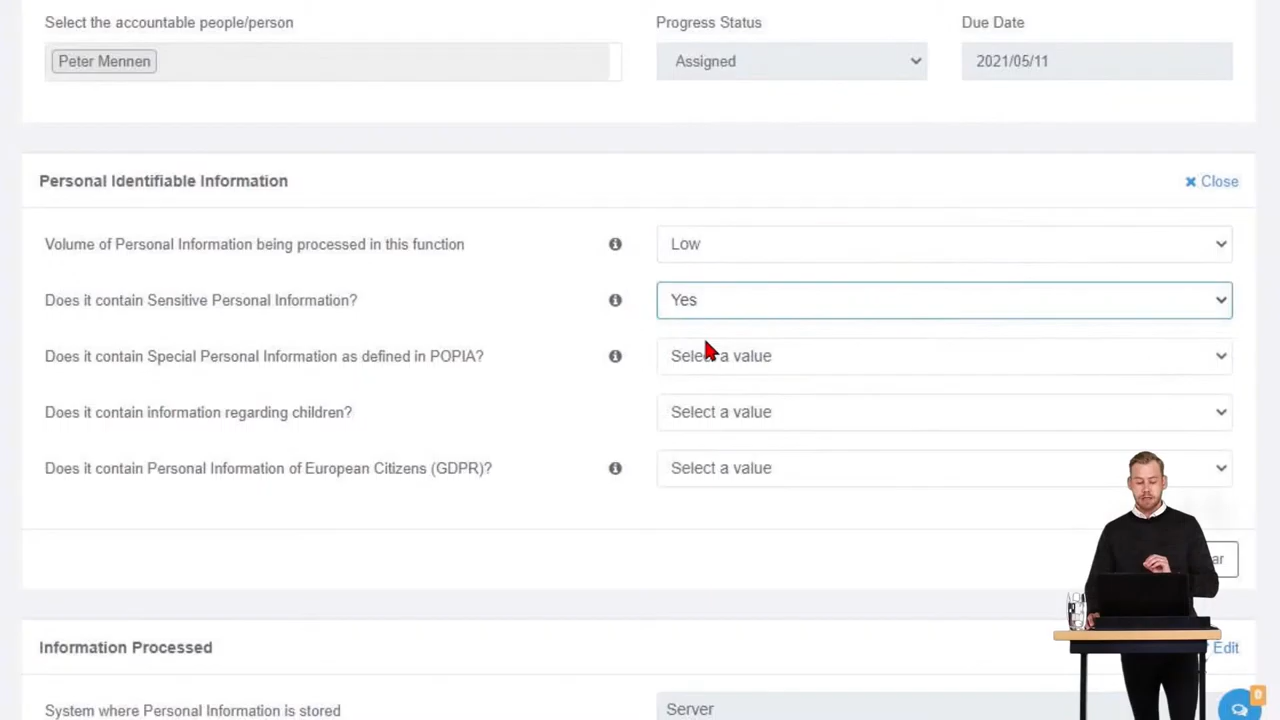 Select the accountable people/person
Progress Status
Due Date
Peter Mennen
Assigned
2021/05/11
Personal Identifiable Information
Close
Volume of Personal Information being processed in this function
Low
Does it contain Sensitive Personal Information?
Yes
Does it contain Special Personal Information as defined in POPIA?
Select a value
Does it contain information regarding children?
Select a value
Does it contain Personal Information of European Citizens (GDPR)?
Select a value
ar
Information Processed
Edit
System where Personal Information is stored
Server
0